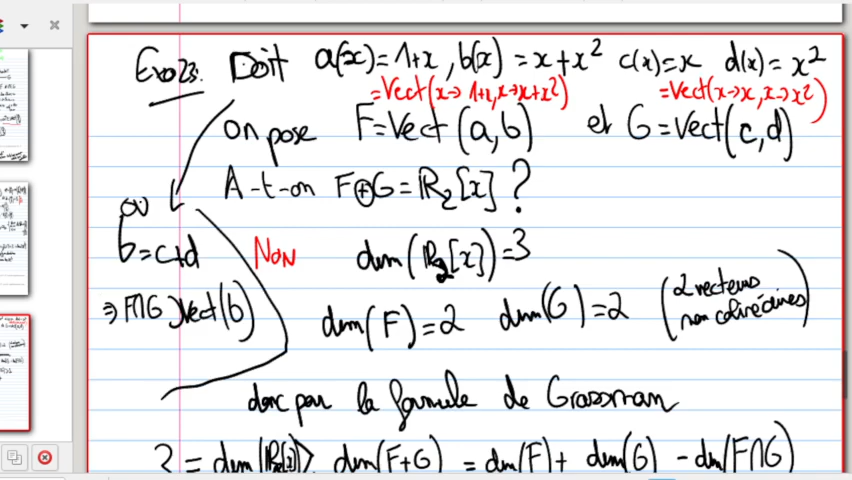 Exo23. Soit a(x)=1+x, b(x)=x+x² c(x)=x d(x)=x²
=Vect(x→1+x, x→x+x²) =Vect(x→x, x→x²)
on pose F=Vect(a,b) et G=Vect(c,d)
A-t-on F⊕G=R₂[x] ?
ou
b=c+d
⇒ F∩G ⊃ Vect(b)
NON dim(R₂[x])=3
dim(F)=2 dim(G)=2 (2 vecteurs non colinéaires)
donc par la formule de Grassman
3 = dim(R₂[x]) ⩾ dim(F+G) = dim(F) + dim(G) - dim(F∩G)